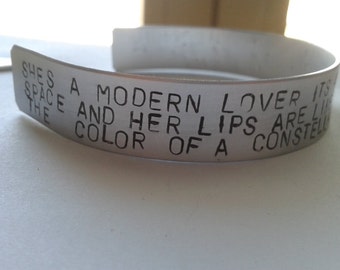 SHES A MODERN LOVER ITS
SPACE AND HER LIPS ARE
THE COLOR OF A